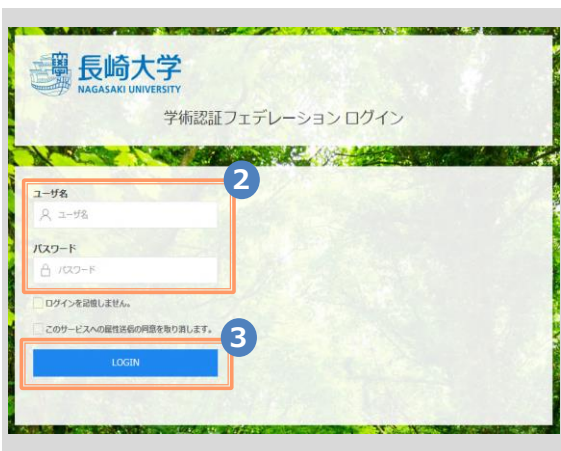 長崎大学
NAGASAKI UNIVERSITY
学術認証フェデレーション ログイン
2
ユーザ名
ユーザ名
パスワード
パスワード
ログインを記憶しません。
このサービスへの属性送信の同意を取り消します。
3
LOGIN